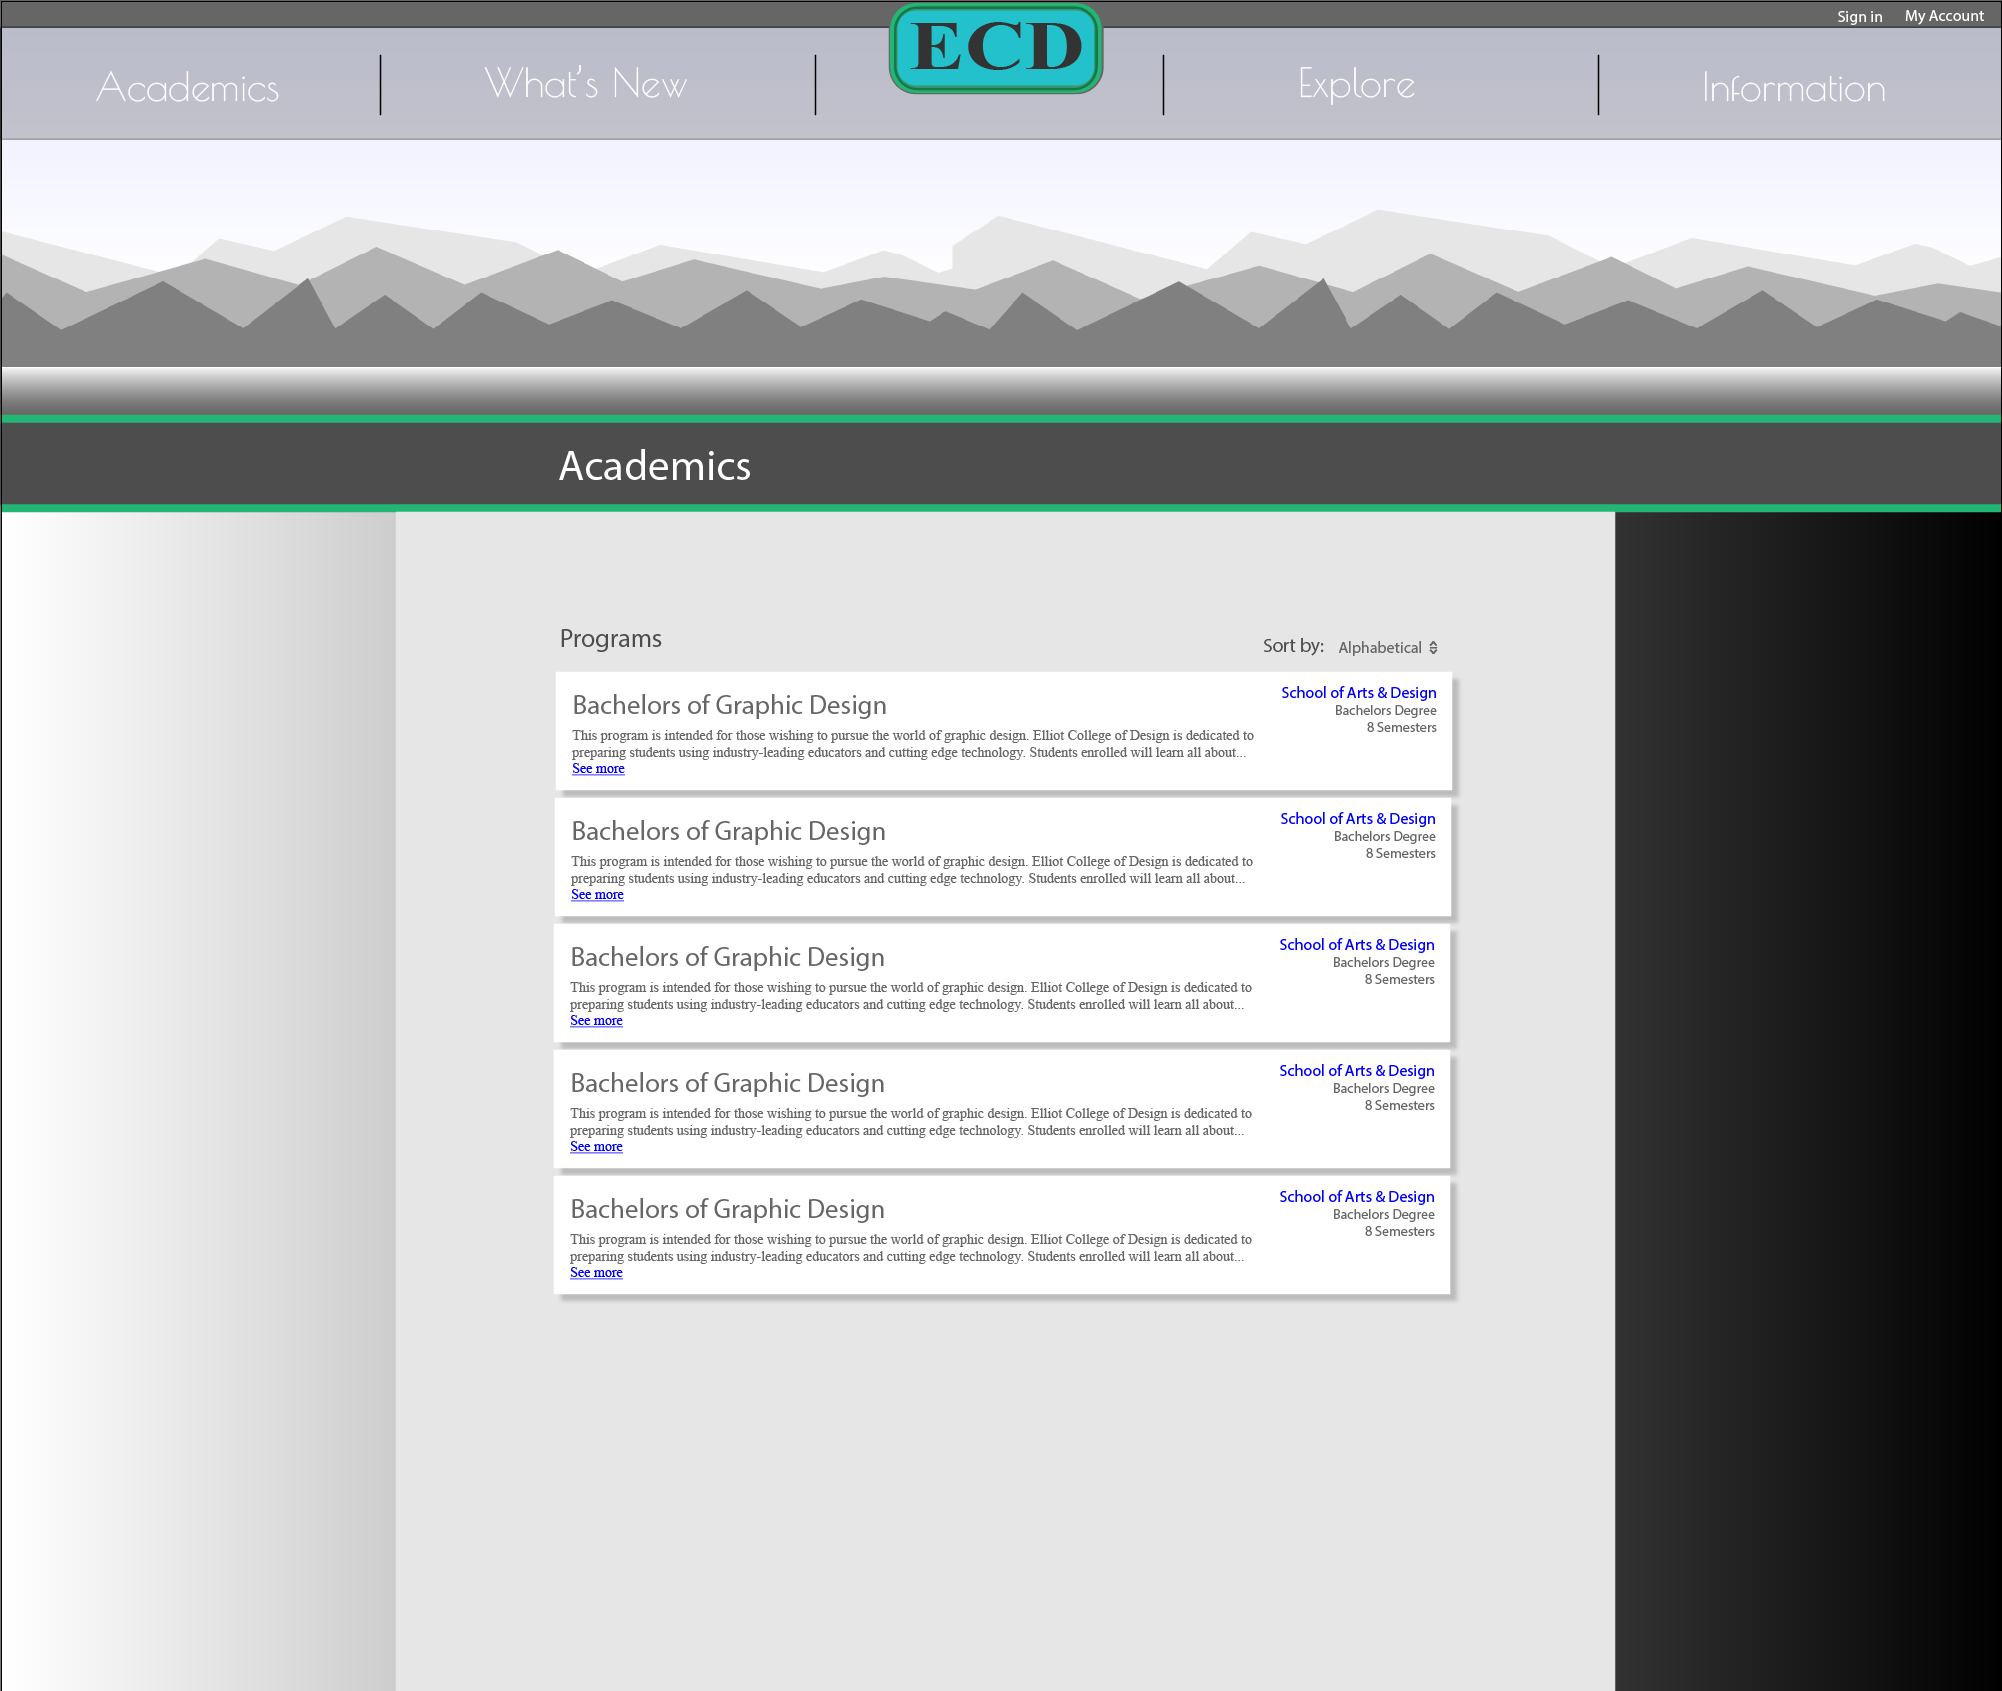 Sign in My Account
Academics What's New ECD Explore Information
Academics
Programs
Sort by: Alphabetical
Bachelors of Graphic Design
This program is intended for those wishing to pursue the world of graphic design. Elliot College of Design is dedicated to
preparing students using industry-leading educators and cutting edge technology. Students enrolled will learn all about...
See more
School of Arts & Design
Bachelors Degree
8 Semesters
Bachelors of Graphic Design
This program is intended for those wishing to pursue the world of graphic design. Elliot College of Design is dedicated to
preparing students using industry-leading educators and cutting edge technology. Students enrolled will learn all about...
See more
School of Arts & Design
Bachelors Degree
8 Semesters
Bachelors of Graphic Design
This program is intended for those wishing to pursue the world of graphic design. Elliot College of Design is dedicated to
preparing students using industry-leading educators and cutting edge technology. Students enrolled will learn all about...
See more
School of Arts & Design
Bachelors Degree
8 Semesters
Bachelors of Graphic Design
This program is intended for those wishing to pursue the world of graphic design. Elliot College of Design is dedicated to
preparing students using industry-leading educators and cutting edge technology. Students enrolled will learn all about...
See more
School of Arts & Design
Bachelors Degree
8 Semesters
Bachelors of Graphic Design
This program is intended for those wishing to pursue the world of graphic design. Elliot College of Design is dedicated to
preparing students using industry-leading educators and cutting edge technology. Students enrolled will learn all about...
See more
School of Arts & Design
Bachelors Degree
8 Semesters